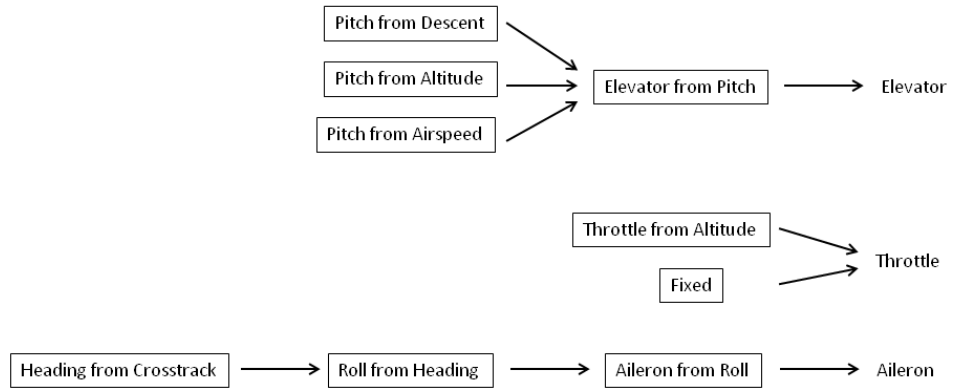 Pitch from Descent
Pitch from Altitude
Elevator from Pitch
Elevator
Pitch from Airspeed
Throttle from Altitude
Throttle
Fixed
Heading from Crosstrack
Roll from Heading
Aileron from Roll
Aileron